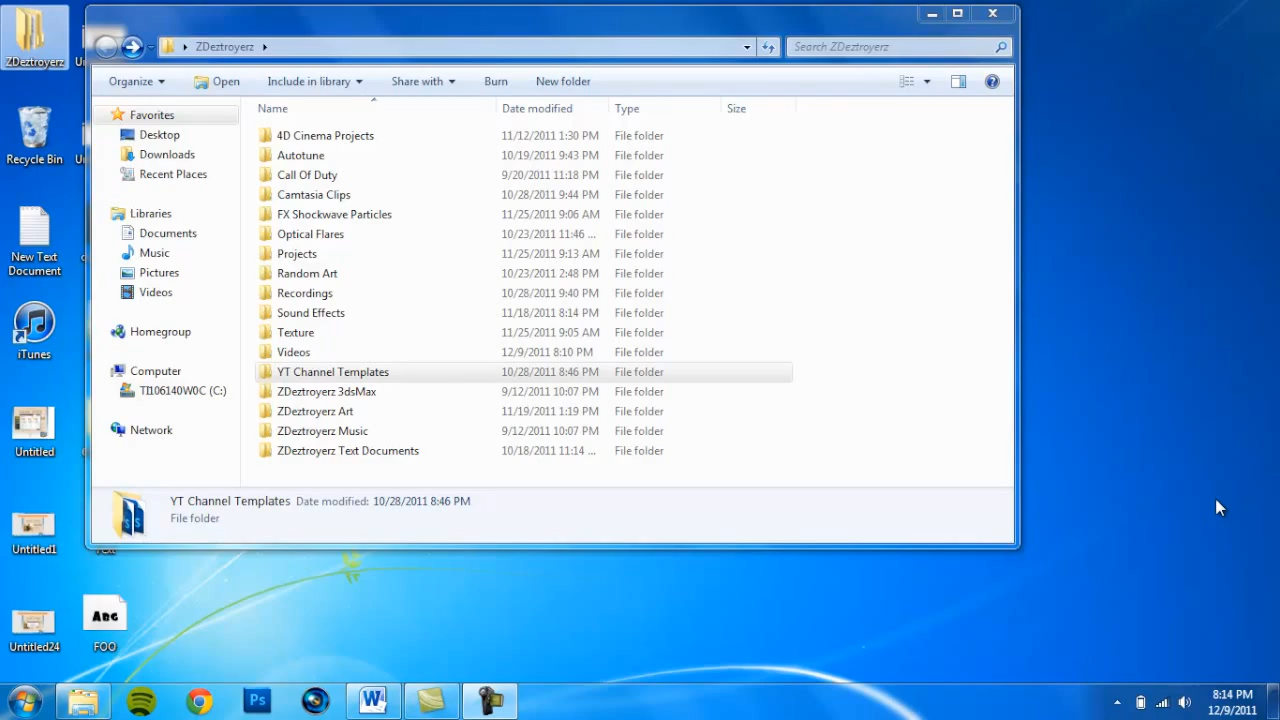 ZDeztroyerz
Search ZDeztroyerz
Organize Open Include in library Share with Burn New folder
Name Date modified Type Size
Favorites
Desktop
Downloads
Recent Places
Libraries
Documents
Music
Pictures
Videos
Homegroup
Computer
TI106140W0C (C:)
Network
4D Cinema Projects 11/12/2011 1:30 PM File folder
Autotune 10/19/2011 9:43 PM File folder
Call Of Duty 9/20/2011 11:18 PM File folder
Camtasia Clips 10/28/2011 9:44 PM File folder
FX Shockwave Particles 11/25/2011 9:06 AM File folder
Optical Flares 10/23/2011 11:46 ... File folder
Projects 11/25/2011 9:13 AM File folder
Random Art 10/23/2011 2:48 PM File folder
Recordings 10/28/2011 9:40 PM File folder
Sound Effects 11/18/2011 8:14 PM File folder
Texture 11/25/2011 9:05 AM File folder
Videos 12/9/2011 8:10 PM File folder
YT Channel Templates 10/28/2011 8:46 PM File folder
ZDeztroyerz 3dsMax 9/12/2011 10:07 PM File folder
ZDeztroyerz Art 11/19/2011 1:19 PM File folder
ZDeztroyerz Music 9/12/2011 10:07 PM File folder
ZDeztroyerz Text Documents 10/18/2011 11:14 ... File folder
YT Channel Templates Date modified: 10/28/2011 8:46 PM
File folder
ZDeztroyerz
Recycle Bin
New Text
Document
iTunes
Untitled
Untitled1
Untitled24
Abg
FOO
Ps
W
8:14 PM
12/9/2011